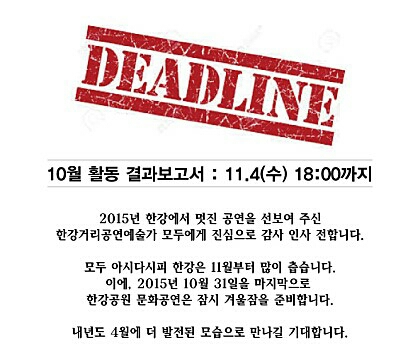 DEADLINE
10월 활동 결과보고서 : 11.4(수) 18:00까지
2015년 한강에서 멋진 공연을 선보여 주신
한강거리공연예술가 모두에게 진심으로 감사 인사 전합니다.
모두 아시다시피 한강은 11월부터 많이 춥습니다.
이에, 2015년 10월 31일을 마지막으로
한강공원 문화공연은 잠시 겨울잠을 준비합니다.
내년도 4월에 더 발전된 모습으로 만나길 기대합니다.